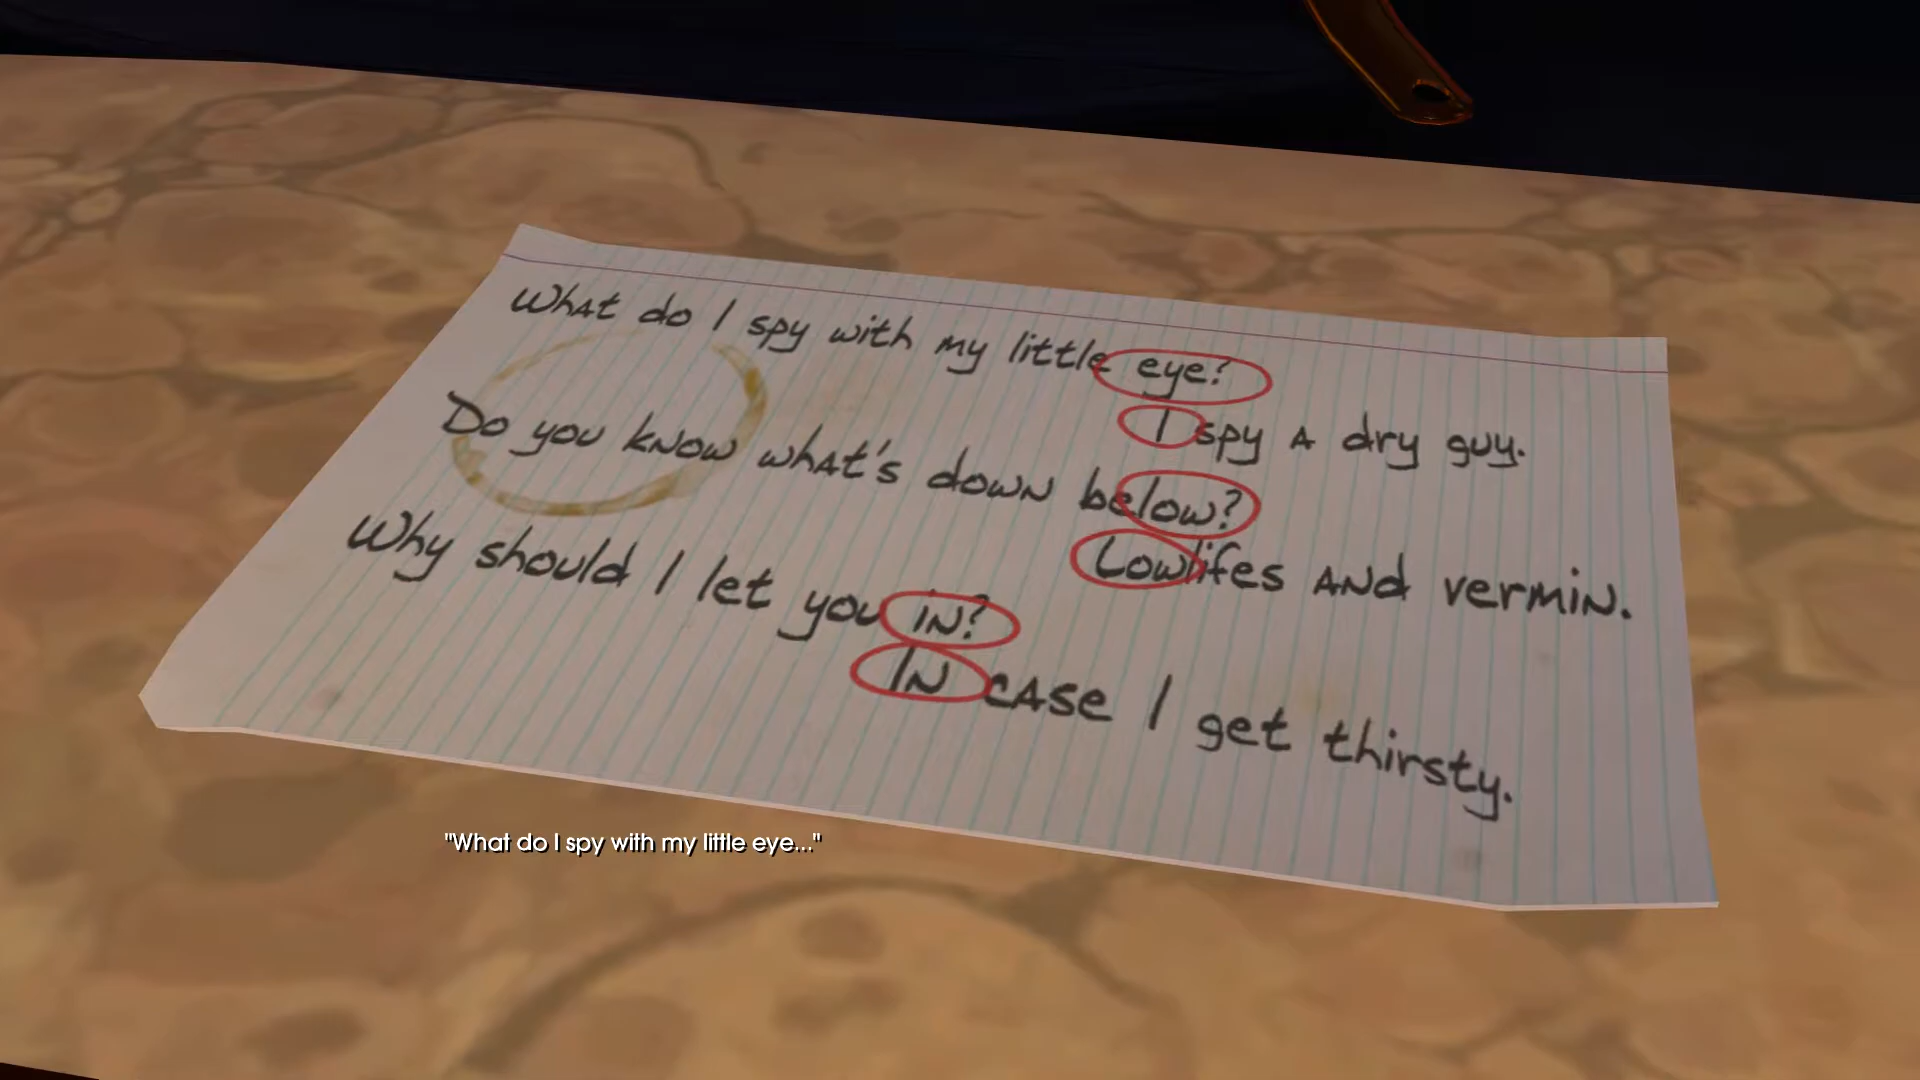 What do I spy with my little eye?
I spy a dry guy.
Do you know what's down below?
Lowlifes and vermin.
Why should I let you in?
In case I get thirsty.
"What do I spy with my little eye..."